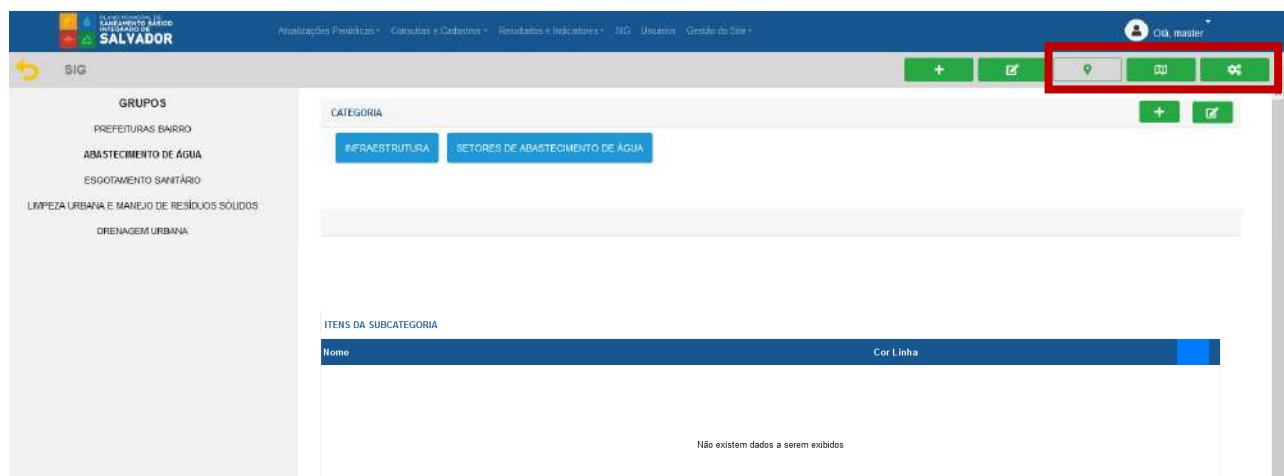 PLANO MUNICIPAL DE
SANEAMENTO BÁSICO
INTEGRADO DE
SALVADOR
Atualizações Periódicas Consultas e Cadastros Resultados e Indicadores SIG Usuários Gestão do Site
Olá, master
SIG
GRUPOS
PREFEITURAS BAIRRO
ABASTECIMENTO DE ÁGUA
ESGOTAMENTO SANITÁRIO
LIMPEZA URBANA E MANEJO DE RESÍDUOS SÓLIDOS
DRENAGEM URBANA
CATEGORIA
INFRAESTRUTURA SETORES DE ABASTECIMENTO DE ÁGUA
ITENS DA SUBCATEGORIA
Nome Cor Linha
Não existem dados a serem exibidos